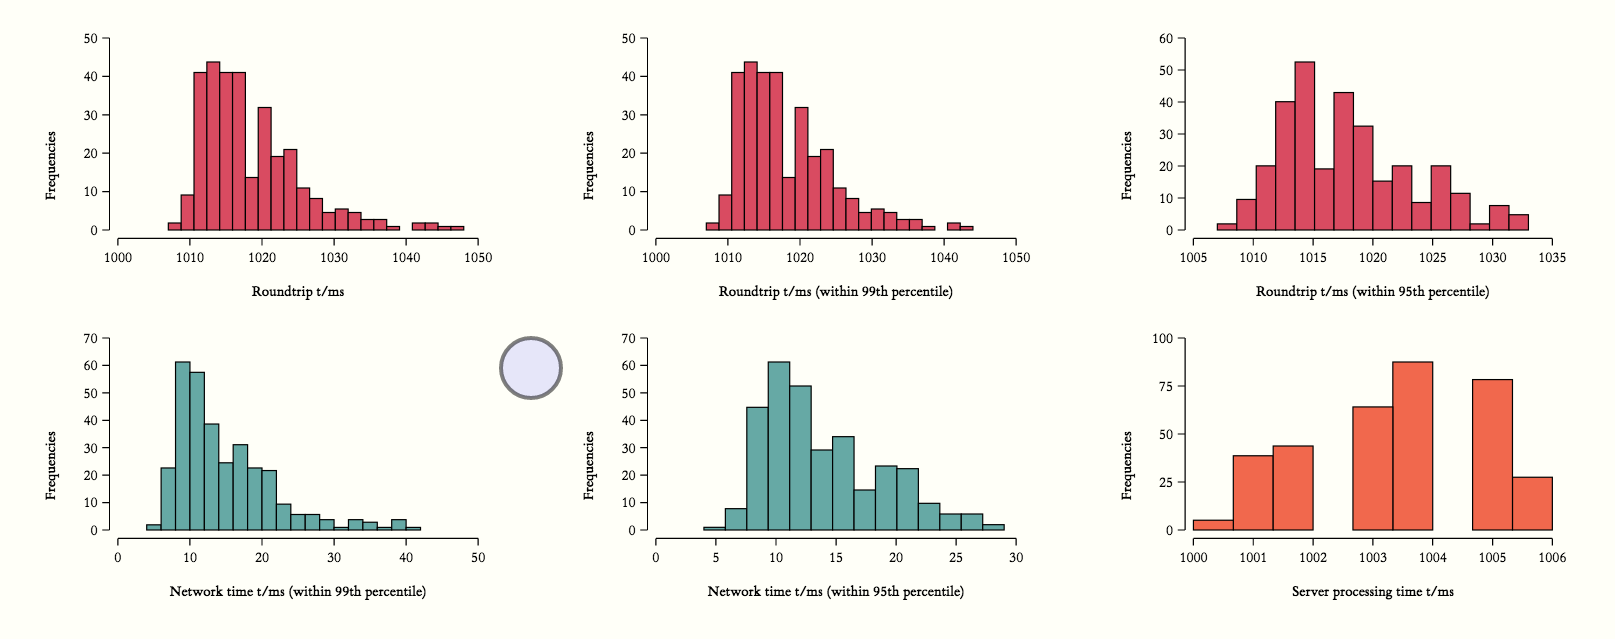 50
40
30
20
10
0
Frequencies
1000 1010 1020 1030 1040 1050
Roundtrip t/ms
50
40
30
20
10
0
Frequencies
1000 1010 1020 1030 1040 1050
Roundtrip t/ms (within 99th percentile)
60
50
40
30
20
10
0
Frequencies
1005 1010 1015 1020 1025 1030 1035
Roundtrip t/ms (within 95th percentile)
70
60
50
40
30
20
10
0
Frequencies
0 10 20 30 40 50
Network time t/ms (within 99th percentile)
70
60
50
40
30
20
10
0
Frequencies
0 5 10 15 20 25 30
Network time t/ms (within 95th percentile)
100
75
50
25
0
Frequencies
1000 1001 1002 1003 1004 1005 1006
Server processing time t/ms